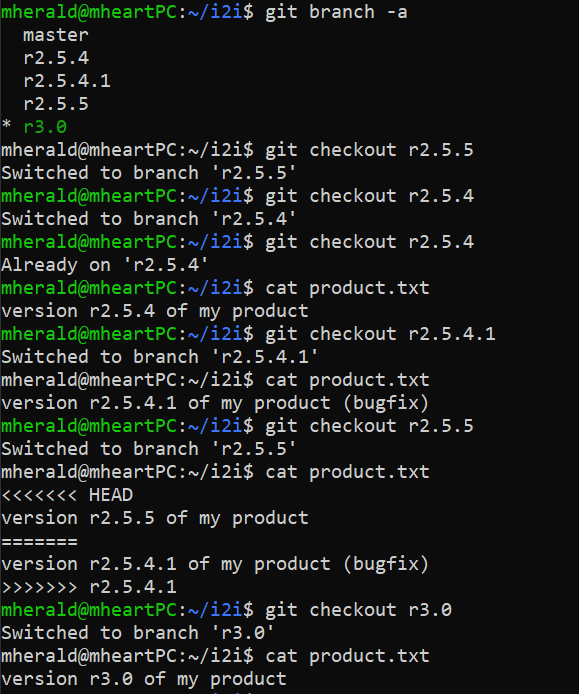 mherald@mheartPC:~/i2i$ git branch -a
  master
  r2.5.4
  r2.5.4.1
  r2.5.5
* r3.0
mherald@mheartPC:~/i2i$ git checkout r2.5.5
Switched to branch 'r2.5.5'
mherald@mheartPC:~/i2i$ git checkout r2.5.4
Switched to branch 'r2.5.4'
mherald@mheartPC:~/i2i$ git checkout r2.5.4
Already on 'r2.5.4'
mherald@mheartPC:~/i2i$ cat product.txt
version r2.5.4 of my product
mherald@mheartPC:~/i2i$ git checkout r2.5.4.1
Switched to branch 'r2.5.4.1'
mherald@mheartPC:~/i2i$ cat product.txt
version r2.5.4.1 of my product (bugfix)
mherald@mheartPC:~/i2i$ git checkout r2.5.5
Switched to branch 'r2.5.5'
mherald@mheartPC:~/i2i$ cat product.txt
<<<<<<< HEAD
version r2.5.5 of my product
=======
version r2.5.4.1 of my product (bugfix)
>>>>>>> r2.5.4.1
mherald@mheartPC:~/i2i$ git checkout r3.0
Switched to branch 'r3.0'
mherald@mheartPC:~/i2i$ cat product.txt
version r3.0 of my product